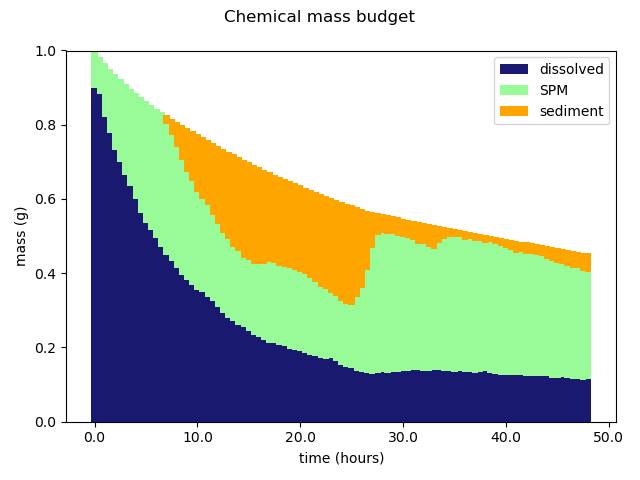 Chemical mass budget
1.0
0.8
0.6
0.4
0.2
0.0
mass (g)
dissolved
SPM
sediment
0.0 10.0 20.0 30.0 40.0 50.0
time (hours)